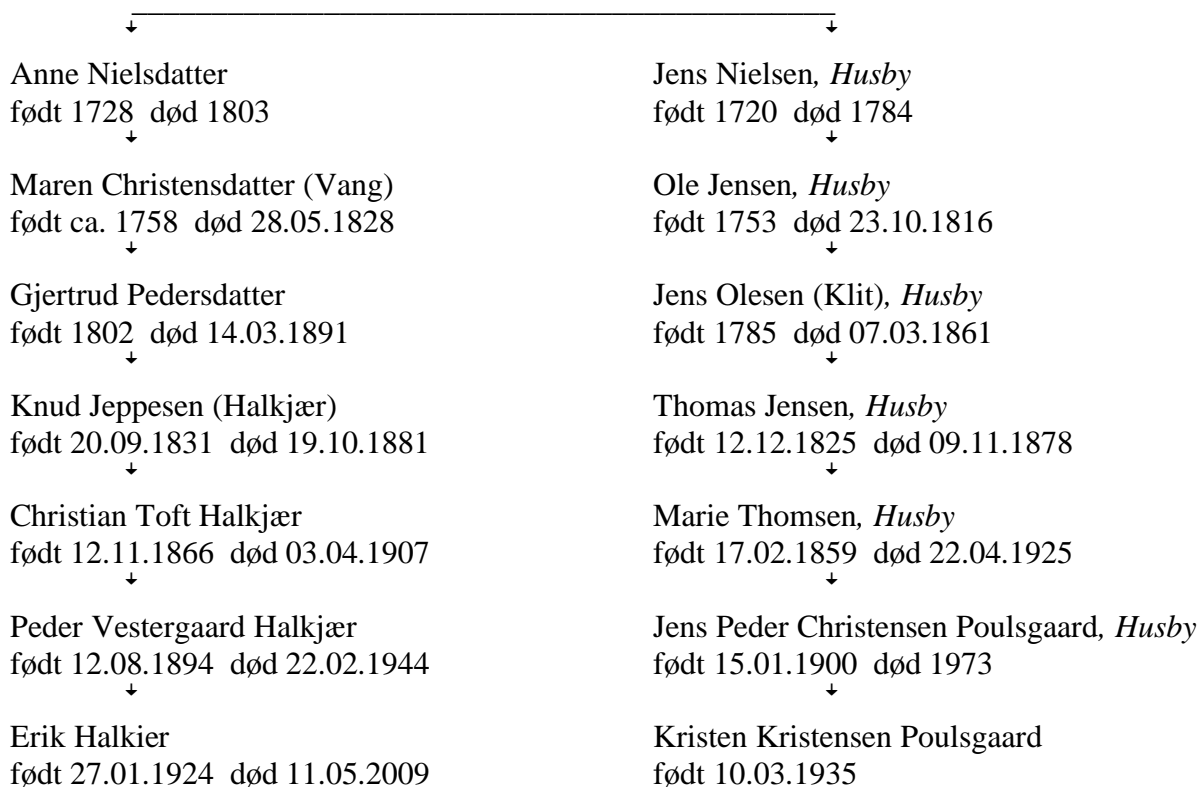 Anne Nielsdatter
født 1728 død 1803
Maren Christensdatter (Vang)
født ca. 1758 død 28.05.1828
Gjertrud Pedersdatter
født 1802 død 14.03.1891
Knud Jeppesen (Halkjær)
født 20.09.1831 død 19.10.1881
Christian Toft Halkjær
født 12.11.1866 død 03.04.1907
Peder Vestergaard Halkjær
født 12.08.1894 død 22.02.1944
Erik Halkier
født 27.01.1924 død 11.05.2009
Jens Nielsen, Husby
født 1720 død 1784
Ole Jensen, Husby
født 1753 død 23.10.1816
Jens Olesen (Klit), Husby
født 1785 død 07.03.1861
Thomas Jensen, Husby
født 12.12.1825 død 09.11.1878
Marie Thomsen, Husby
født 17.02.1859 død 22.04.1925
Jens Peder Christensen Poulsgaard, Husby
født 15.01.1900 død 1973
Kristen Kristensen Poulsgaard
født 10.03.1935